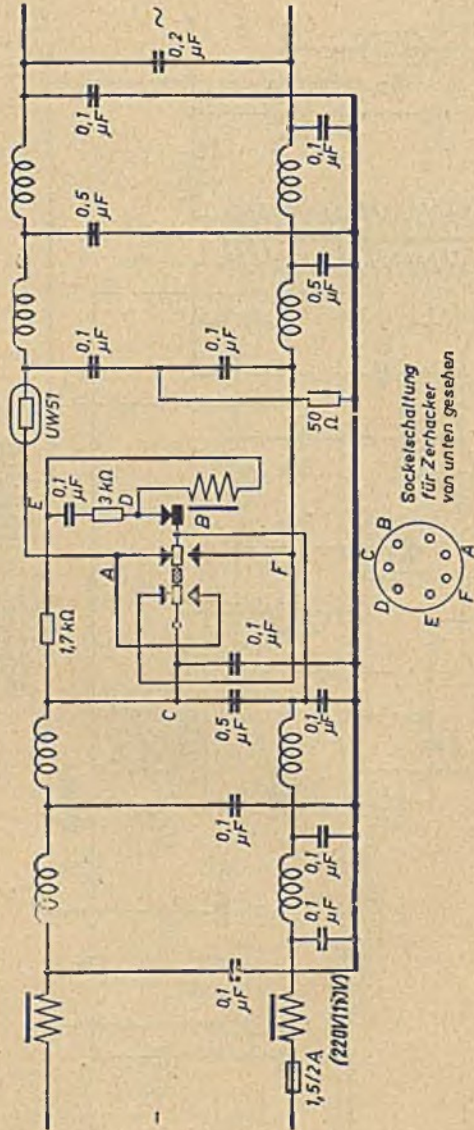 UW51
E
1,7 kΩ
0,1
µF
3 kΩ
D
B
A
F
C
0,1
µF
0,5
µF
0,1
µF
0,1
µF
0,1
µF
0,5
µF
0,1
µF
0,2
µF
~
–
0,1
µF
0,1
µF
0,1
µF
0,1
µF
0,5
µF
0,1
µF
50
Ω
1,5/2A
(220V(110V)
C
D
B
E
A
F
Sockelschaltung
für Zerhacker
von unten gesehen